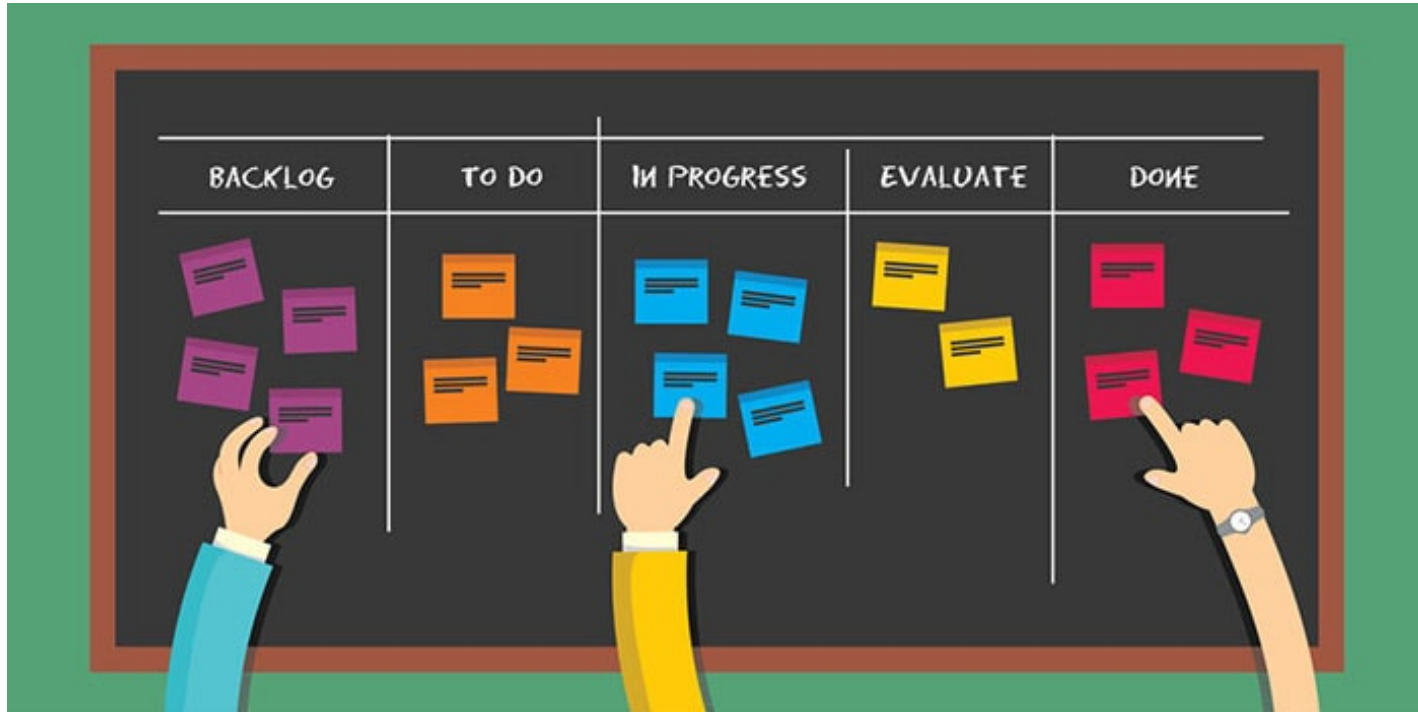 BACKLOG
TO DO
IN PROGRESS
EVALUATE
DONE